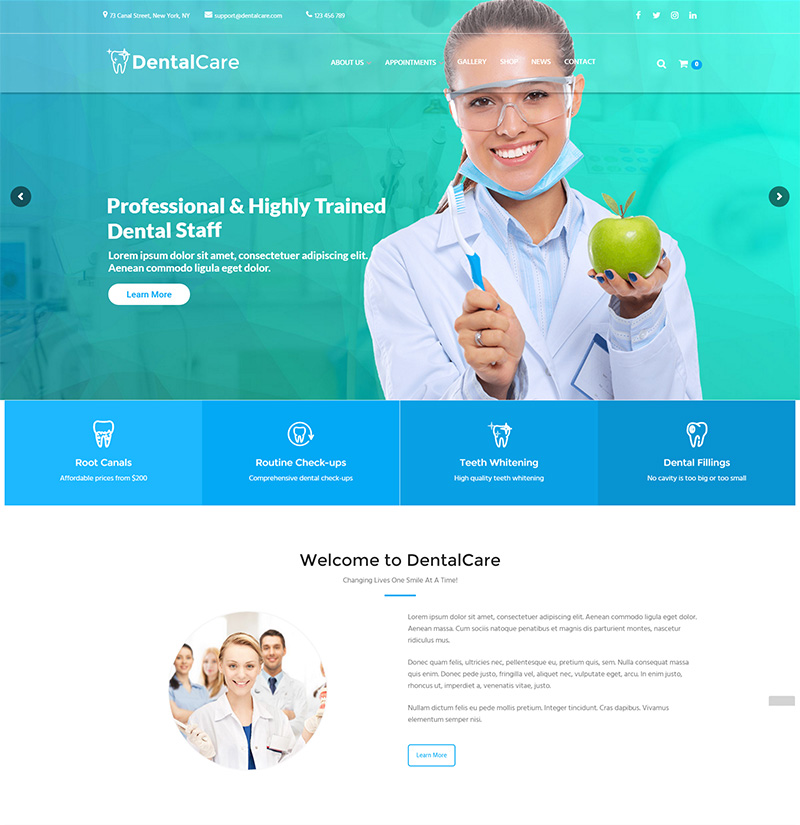 73 Canal Street, New York, NY support@dentalcare.com 123 456 789
DentalCare
ABOUT US APPOINTMENTS GALLERY SHOP NEWS CONTACT 0
Professional & Highly Trained
Dental Staff
Lorem ipsum dolor sit amet, consectetuer adipiscing elit.
Aenean commodo ligula eget dolor.
Learn More
Root Canals
Affordable prices from $200
Routine Check-ups
Comprehensive dental check-ups
Teeth Whitening
High quality teeth whitening
Dental Fillings
No cavity is too big or too small
Welcome to DentalCare
Changing Lives One Smile At A Time!
Lorem ipsum dolor sit amet, consectetuer adipiscing elit. Aenean commodo ligula eget dolor.
Aenean massa. Cum sociis natoque penatibus et magnis dis parturient montes, nascetur
ridiculus mus.
Donec quam felis, ultricies nec, pellentesque eu, pretium quis, sem. Nulla consequat massa
quis enim. Donec pede justo, fringilla vel, aliquet nec, vulputate eget, arcu. In enim justo,
rhoncus ut, imperdiet a, venenatis vitae, justo.
Nullam dictum felis eu pede mollis pretium. Integer tincidunt. Cras dapibus. Vivamus
elementum semper nisi.
Learn More